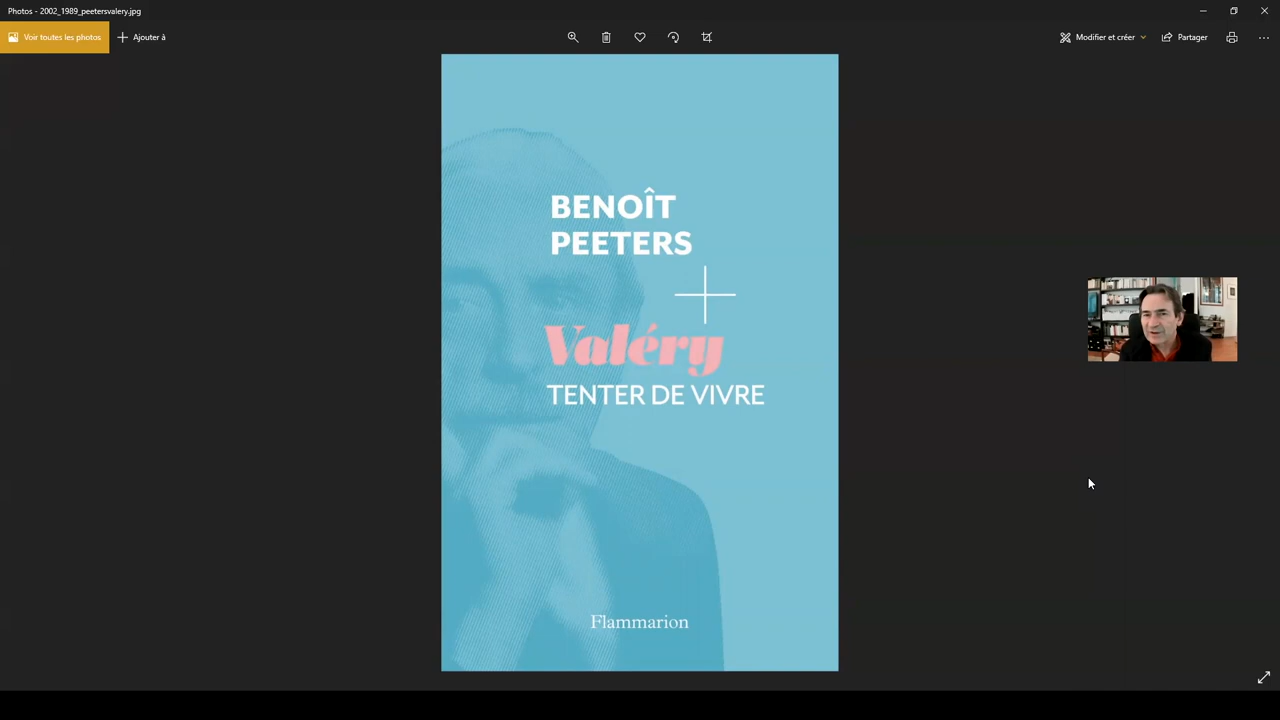 Photos - 2002_1989_peetersvalery.jpg
Voir toutes les photos
Ajouter à
Modifier et créer
Partager
BENOÎT
PEETERS
Valéry
TENTER DE VIVRE
Flammarion